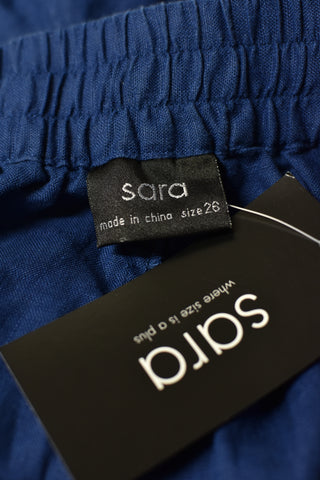 sara
made in china size 26
sara
where size is a plus